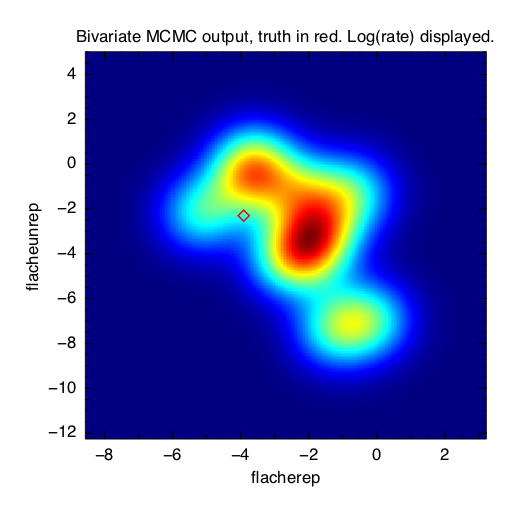 Bivariate MCMC output, truth in red. Log(rate) displayed.
4
2
0
−2
−4
−6
−8
−10
−12
flacheunrep
−8 −6 −4 −2 0 2
flacherep